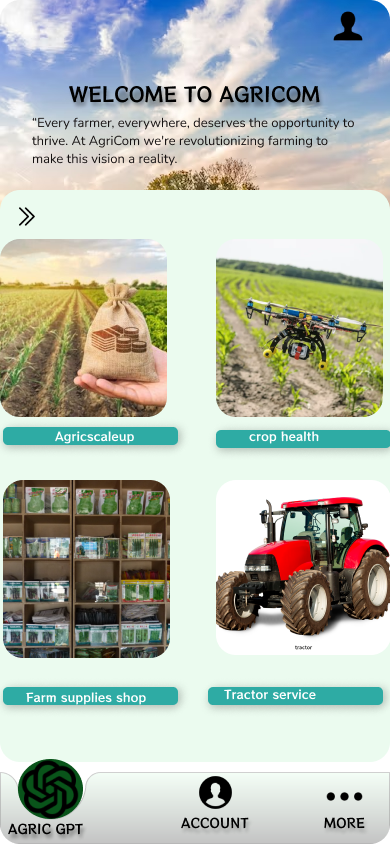 WELCOME TO AGRICOM
“Every farmer, everywhere, deserves the opportunity to
thrive. At AgriCom we're revolutionizing farming to
make this vision a reality.
Agricscaleup
crop health
tractor
Farm supplies shop
Tractor service
AGRIC GPT
ACCOUNT
MORE